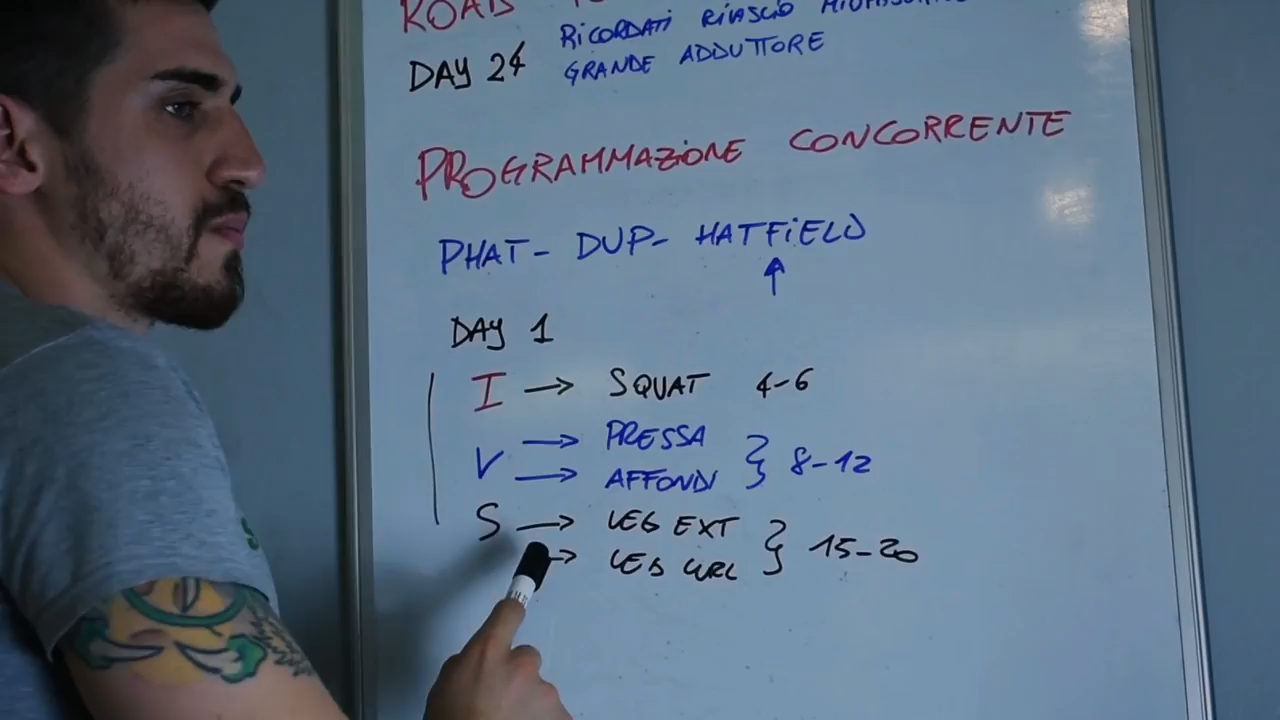 ROAD
RICORDATI RILASCIO
DAY 24 GRANDE ADDUTTORE
PROGRAMMAZIONE CONCORRENTE
PHAT - DUP - HATFIELD
DAY 1
I → SQUAT 4-6
V → PRESSA
→ AFFONDI } 8-12
S → LEG EXT
→ LEG CURL } 15-20